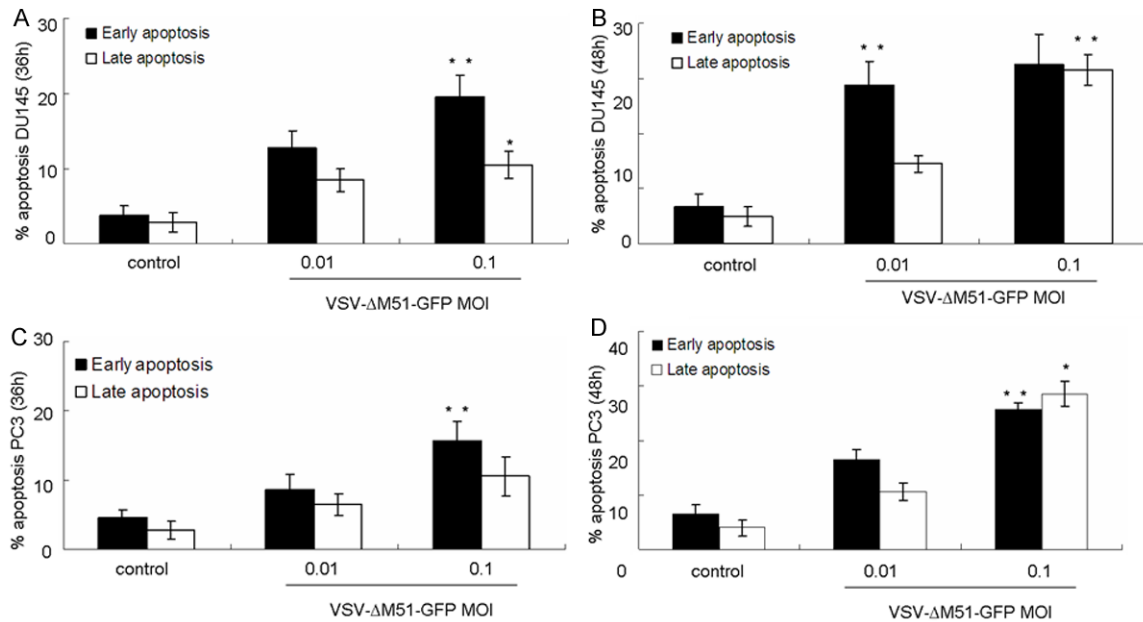 A
% apoptosis DU145 (36h)
30
20
10
0
Early apoptosis
Late apoptosis
* *
*
control
0.01
0.1
VSV-ΔM51-GFP MOI
B
% apoptosis DU145 (48h)
30
20
10
0
Early apoptosis
Late apoptosis
* *
* *
control
0.01
0.1
VSV-ΔM51-GFP MOI
C
% apoptosis PC3 (36h)
30
20
10
0
Early apoptosis
Late apoptosis
* *
control
0.01
0.1
VSV-ΔM51-GFP MOI
D
% apoptosis PC3 (48h)
40
30
20
10
0
Early apoptosis
Late apoptosis
* *
*
control
0.01
0.1
VSV-ΔM51-GFP MOI